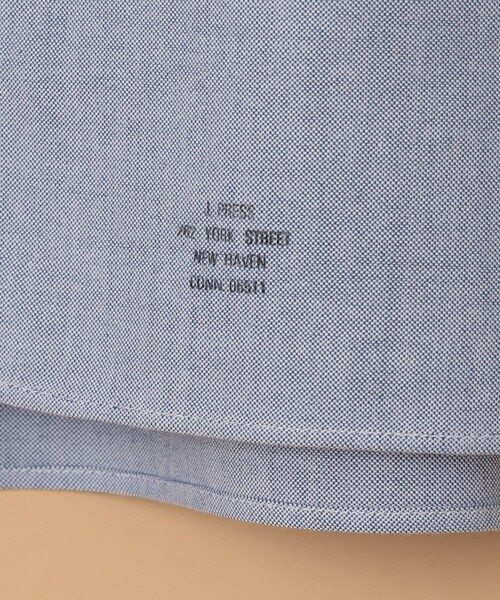 J. PRESS
262 YORK STREET
NEW HAVEN
CONN. 06511